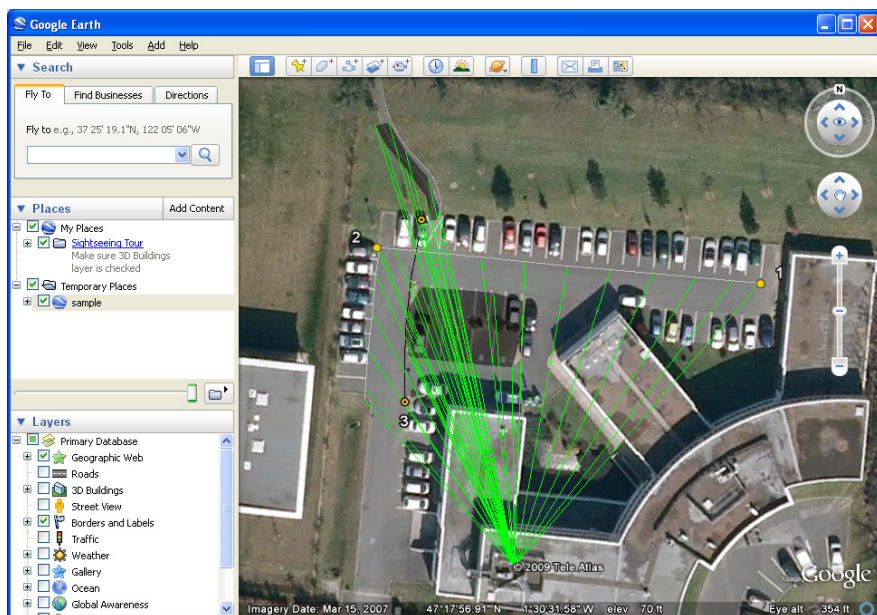 Google Earth
File Edit View Tools Add Help
Search
Fly To
Find Businesses
Directions
Fly to e.g., 37 25' 19.1"N, 122 05' 06"W
Places
Add Content
My Places
Sightseeing Tour
Make sure 3D Buildings
layer is checked
Temporary Places
sample
Layers
Primary Database
Geographic Web
Roads
3D Buildings
Street View
Borders and Labels
Traffic
Weather
Gallery
Ocean
Global Awareness
N
2
1
3
© 2009 Tele Atlas
©2009 Google
Imagery Date: Mar 15, 2007 47°17'56.91" N 1°30'31.58" W elev 70 ft Eye alt 354 ft